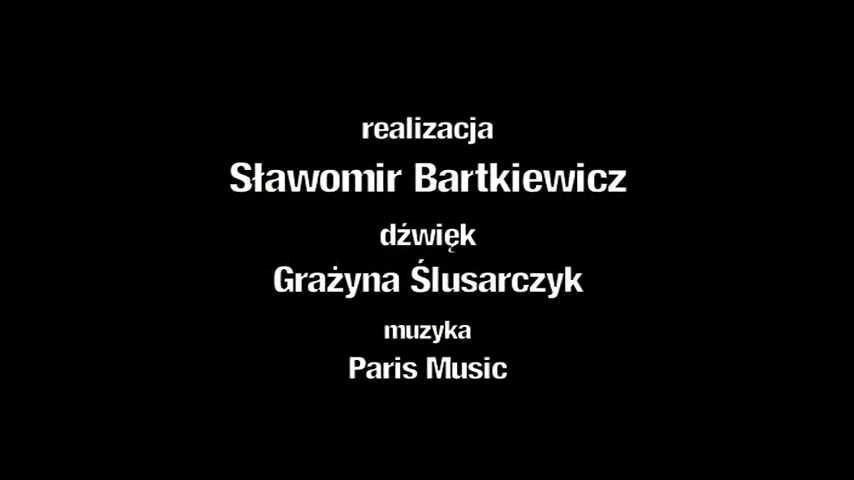 realizacja
Sławomir Bartkiewicz
dźwięk
Grażyna Ślusarczyk
muzyka
Paris Music